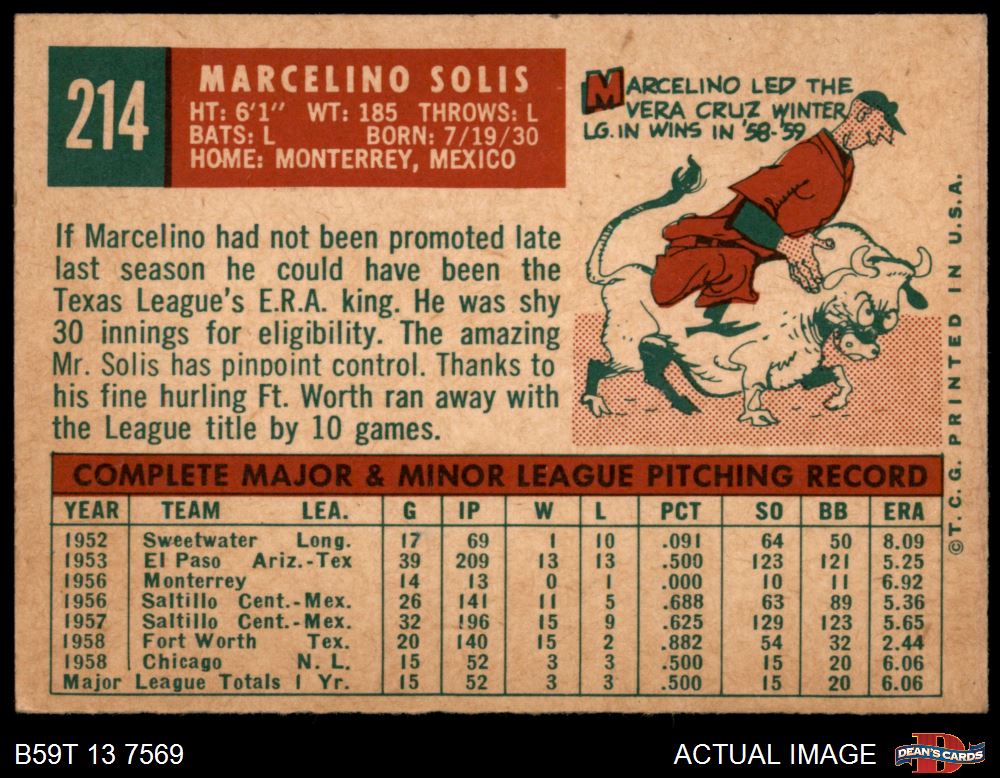 214
MARCELINO SOLIS
HT: 6'1" WT: 185 THROWS: L
BATS: L BORN: 7/19/30
HOME: MONTERREY, MEXICO
MARCELINO LED THE
VERA CRUZ WINTER
LG. IN WINS IN '58-'59
If Marcelino had not been promoted late
last season he could have been the
Texas League's E.R.A. king. He was shy
30 innings for eligibility. The amazing
Mr. Solis has pinpoint control. Thanks to
his fine hurling Ft. Worth ran away with
the League title by 10 games.
© T. C. G. PRINTED IN U.S.A.
COMPLETE MAJOR & MINOR LEAGUE PITCHING RECORD
YEAR TEAM LEA. G IP W L PCT SO BB ERA
1952 Sweetwater Long. 17 69 1 10 .091 64 50 8.09
1953 El Paso Ariz.-Tex 39 209 13 13 .500 123 121 5.25
1956 Monterrey 14 13 0 1 .000 10 11 6.92
1956 Saltillo Cent.-Mex. 26 141 11 5 .688 63 89 5.36
1957 Saltillo Cent.-Mex. 32 196 15 9 .625 129 123 5.65
1958 Fort Worth Tex. 20 140 15 2 .882 54 32 2.44
1958 Chicago N. L. 15 52 3 3 .500 15 20 6.06
Major League Totals 1 Yr. 15 52 3 3 .500 15 20 6.06
B59T 13 7569
ACTUAL IMAGE
D
DEAN'S CARDS